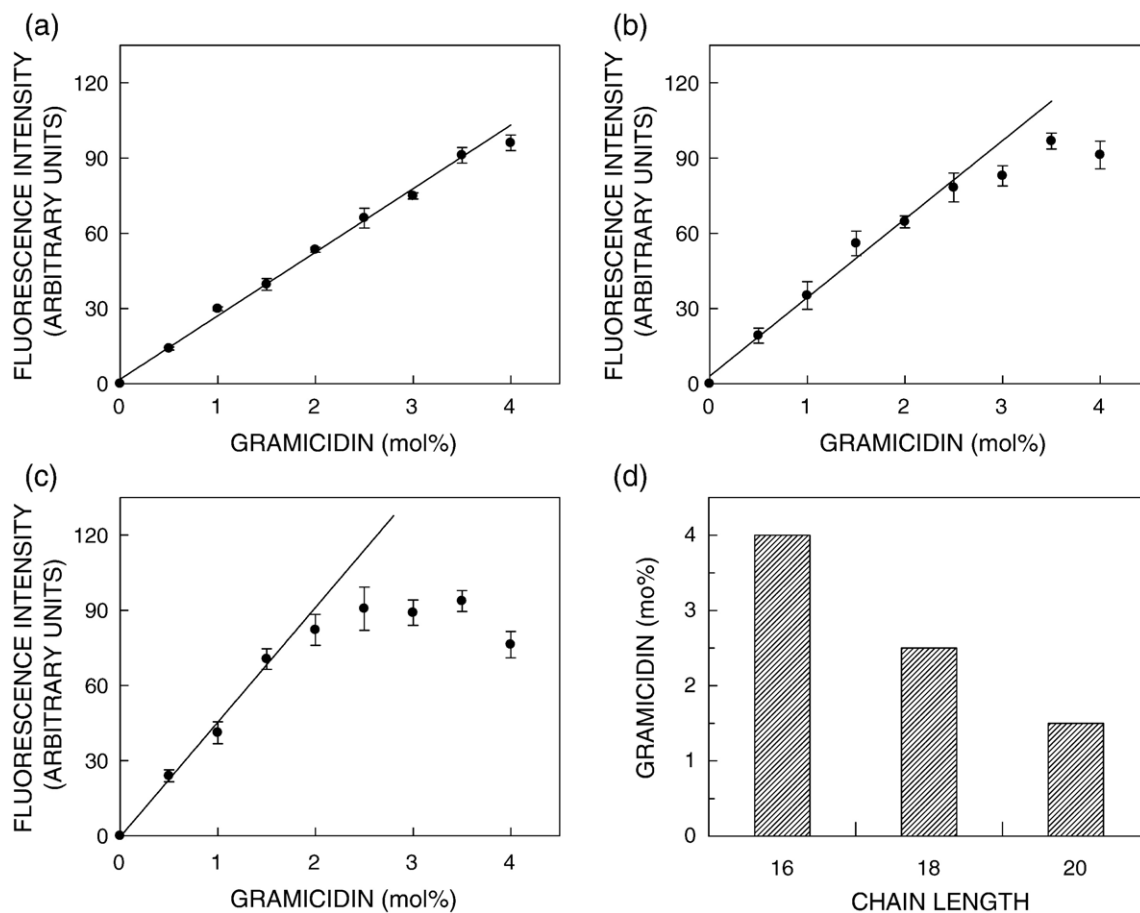 (a)
FLUORESCENCE INTENSITY
(ARBITRARY UNITS)
120
90
60
30
0
0 1 2 3 4
GRAMICIDIN (mol%)
(b)
FLUORESCENCE INTENSITY
(ARBITRARY UNITS)
120
90
60
30
0
0 1 2 3 4
GRAMICIDIN (mol%)
(c)
FLUORESCENCE INTENSITY
(ARBITRARY UNITS)
120
90
60
30
0
0 1 2 3 4
GRAMICIDIN (mol%)
(d)
GRAMICIDIN (mo%)
4
3
2
1
0
16 18 20
CHAIN LENGTH